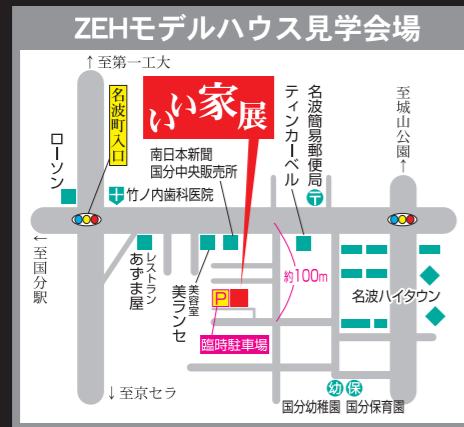 ZEHモデルハウス見学会場
↑至第一工大
名波町入口
いい家展
ローソン
竹ノ内歯科医院
南日本新聞
国分中央販売所
ティンカーベル
名波簡易郵便局
〒
至城山公園→
←至国分駅
レストラン
あずま屋
美容室
美ランセ
P
臨時駐車場
約100m
名波ハイタウン
↓至京セラ
幼 保
国分幼稚園 国分保育園